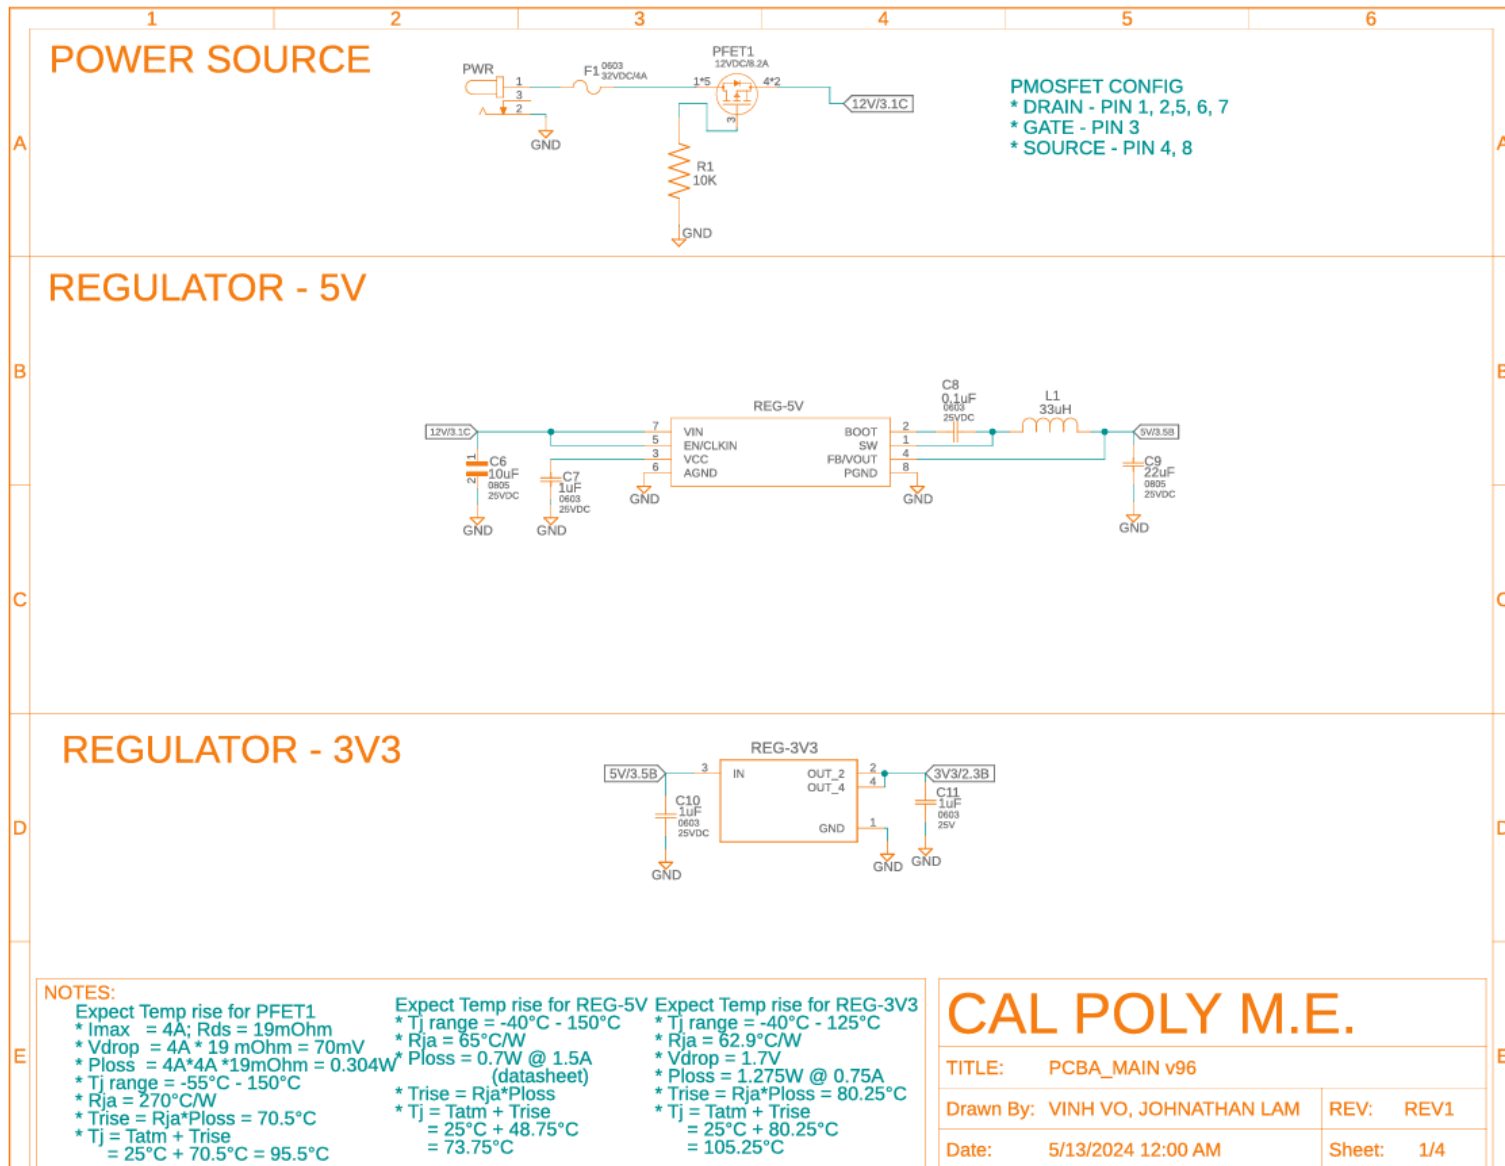 1 2 3 4 5 6
A
B
C
D
E
A
B
C
D
E
POWER SOURCE
PWR
1
3
2
GND
F1
0603
32VDC/4A
PFET1
12VDC/8.2A
1*5
4*2
3
12V/3.1C
R1
10K
GND
PMOSFET CONFIG
* DRAIN - PIN 1, 2,5, 6, 7
* GATE - PIN 3
* SOURCE - PIN 4, 8
REGULATOR - 5V
12V/3.1C
1
2
C6
10uF
0805
25VDC
GND
C7
1uF
0603
25VDC
GND
REG-5V
7 VIN
5 EN/CLKIN
3 VCC
6 AGND
GND
BOOT 2
SW 1
FB/VOUT 4
PGND 8
GND
C8
0.1uF
0603
25VDC
L1
33uH
5V/3.5B
C9
22uF
0805
25VDC
GND
REGULATOR - 3V3
5V/3.5B
C10
1uF
0603
25VDC
GND
REG-3V3
3 IN
OUT_2 2
OUT_4 4
GND 1
GND
3V3/2.3B
C11
1uF
0603
25V
GND
NOTES:
Expect Temp rise for PFET1
* Imax = 4A; Rds = 19mOhm
* Vdrop = 4A * 19 mOhm = 70mV
* Ploss = 4A*4A *19mOhm = 0.304W
* Tj range = -55°C - 150°C
* Rja = 270°C/W
* Trise = Rja*Ploss = 70.5°C
* Tj = Tatm + Trise
= 25°C + 70.5°C = 95.5°C
Expect Temp rise for REG-5V
* Tj range = -40°C - 150°C
* Rja = 65°C/W
* Ploss = 0.7W @ 1.5A
(datasheet)
* Trise = Rja*Ploss
* Tj = Tatm + Trise
= 25°C + 48.75°C
= 73.75°C
Expect Temp rise for REG-3V3
* Tj range = -40°C - 125°C
* Rja = 62.9°C/W
* Vdrop = 1.7V
* Ploss = 1.275W @ 0.75A
* Trise = Rja*Ploss = 80.25°C
* Tj = Tatm + Trise
= 25°C + 80.25°C
= 105.25°C
CAL POLY M.E.
TITLE: PCBA_MAIN v96
Drawn By: VINH VO, JOHNATHAN LAM REV: REV1
Date: 5/13/2024 12:00 AM Sheet: 1/4